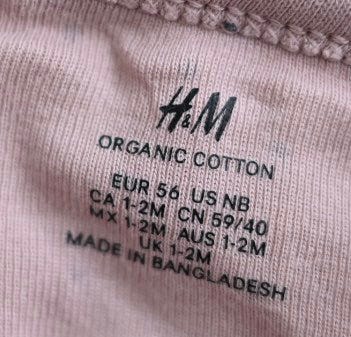 H&M
ORGANIC COTTON
EUR 56 US NB
CA 1-2M CN 59/40
MX 1-2M AUS 1-2M
UK 1-2M
MADE IN BANGLADESH